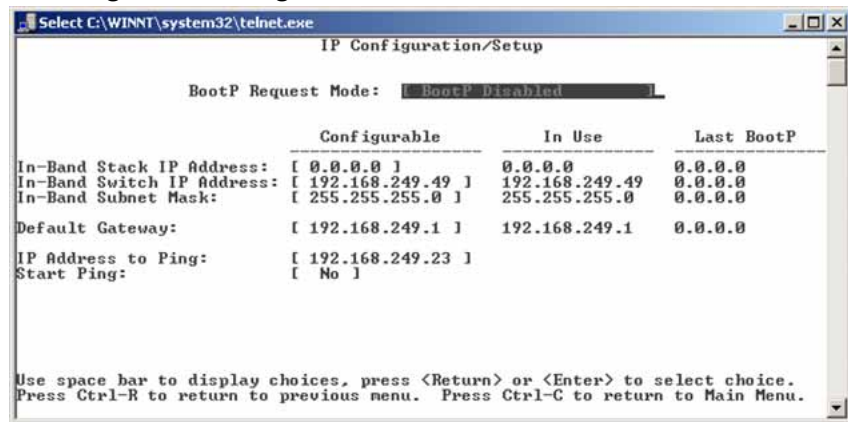 Select C:\WINNT\system32\telnet.exe
IP Configuration/Setup
BootP Request Mode: [ BootP Disabled ]
Configurable In Use Last BootP
In-Band Stack IP Address: [ 0.0.0.0 ] 0.0.0.0 0.0.0.0
In-Band Switch IP Address: [ 192.168.249.49 ] 192.168.249.49 0.0.0.0
In-Band Subnet Mask: [ 255.255.255.0 ] 255.255.255.0 0.0.0.0
Default Gateway: [ 192.168.249.1 ] 192.168.249.1 0.0.0.0
IP Address to Ping: [ 192.168.249.23 ]
Start Ping: [ No ]
Use space bar to display choices, press <Return> or <Enter> to select choice.
Press Ctrl-R to return to previous menu. Press Ctrl-C to return to Main Menu.